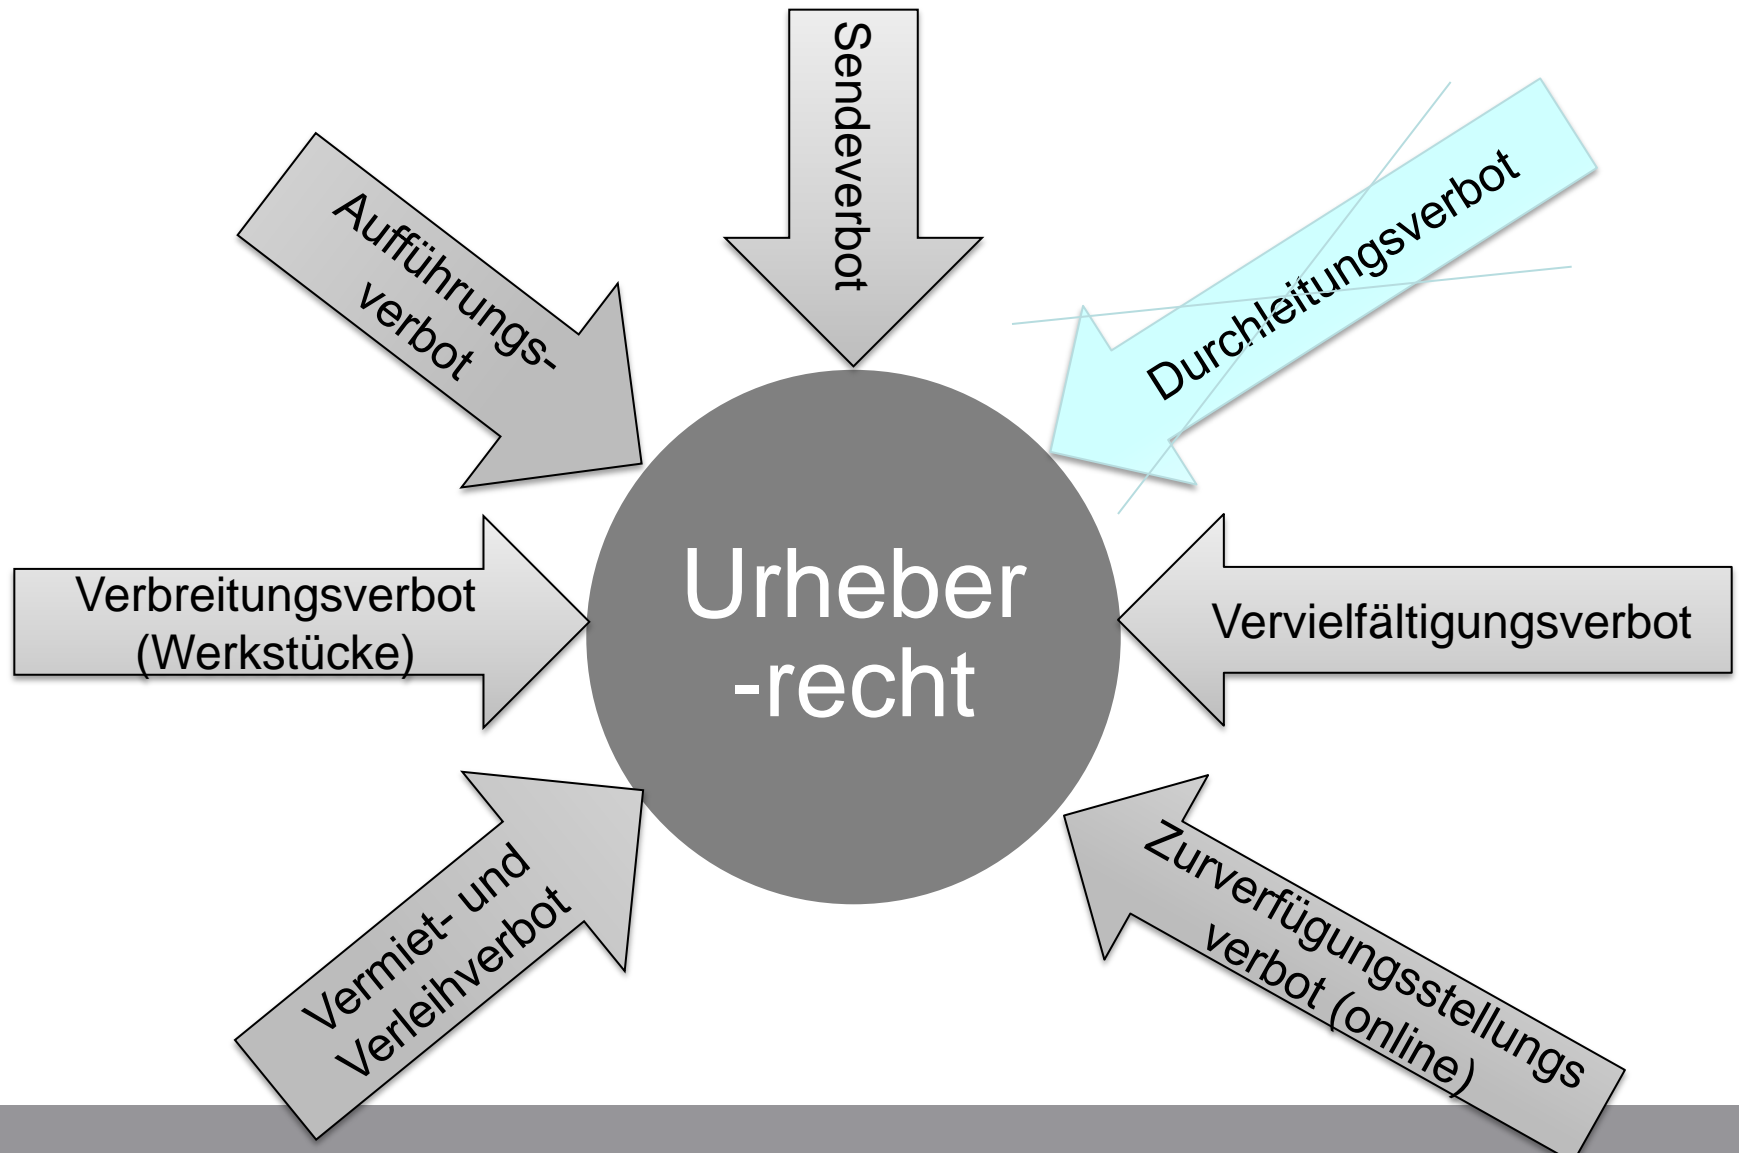 Sendeverbot
Aufführungs-
verbot
Durchleitungsverbot
Verbreitungsverbot
(Werkstücke)
Urheber
-recht
Vervielfältigungsverbot
Vermiet- und
Verleihverbot
Zurverfügungsstellungs
verbot (online)